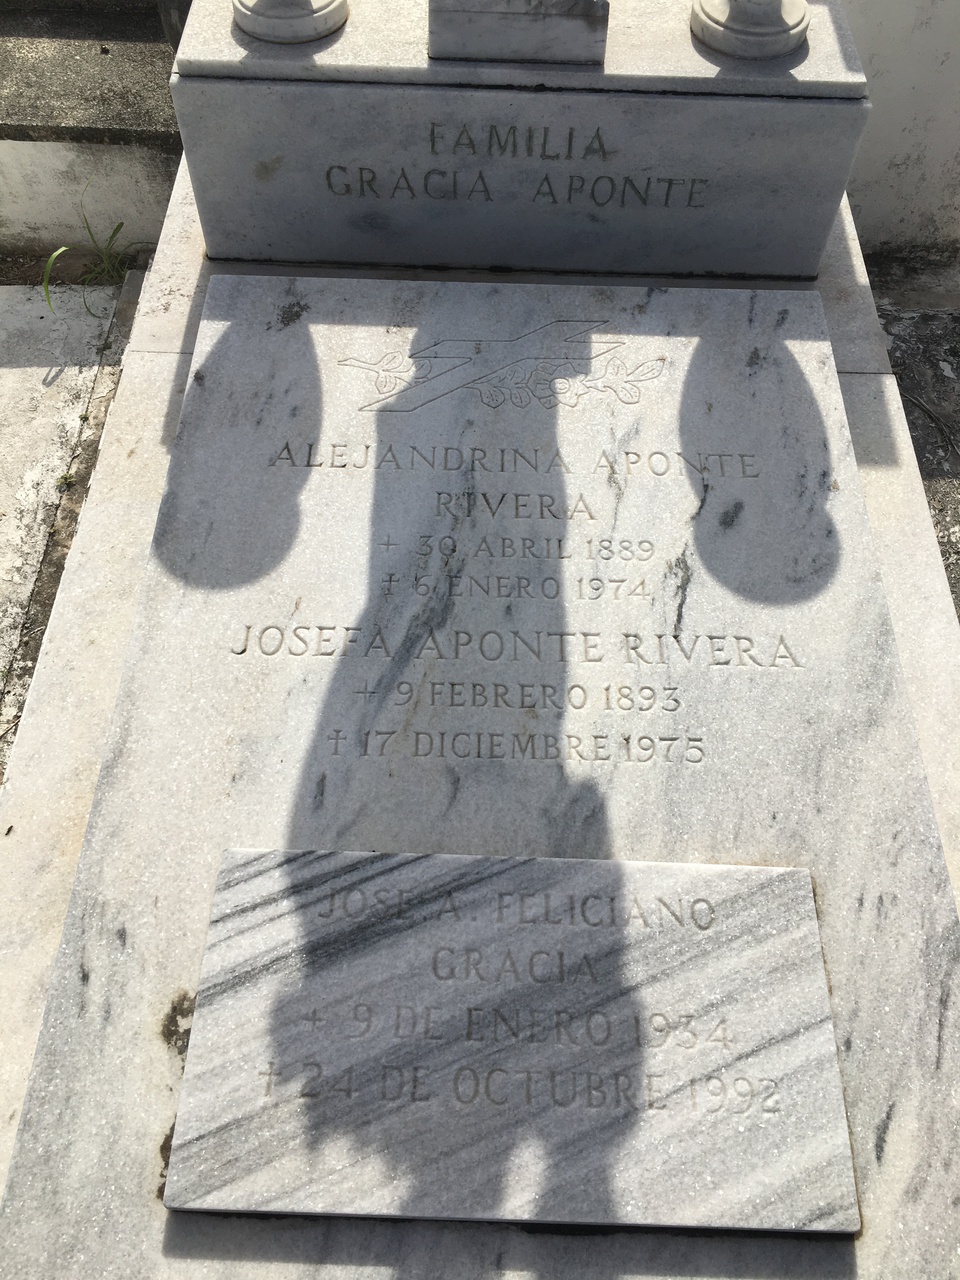 FAMILIA
GRACIA APONTE
ALEJANDRINA APONTE
RIVERA
+ 30 ABRIL 1889
✝ 6 ENERO 1974
JOSEFA APONTE RIVERA
+ 9 FEBRERO 1893
✝ 17 DICIEMBRE 1975
JOSE A. FELICIANO
GRACIA
+ 9 DE ENERO 1934
✝ 24 DE OCTUBRE 1992